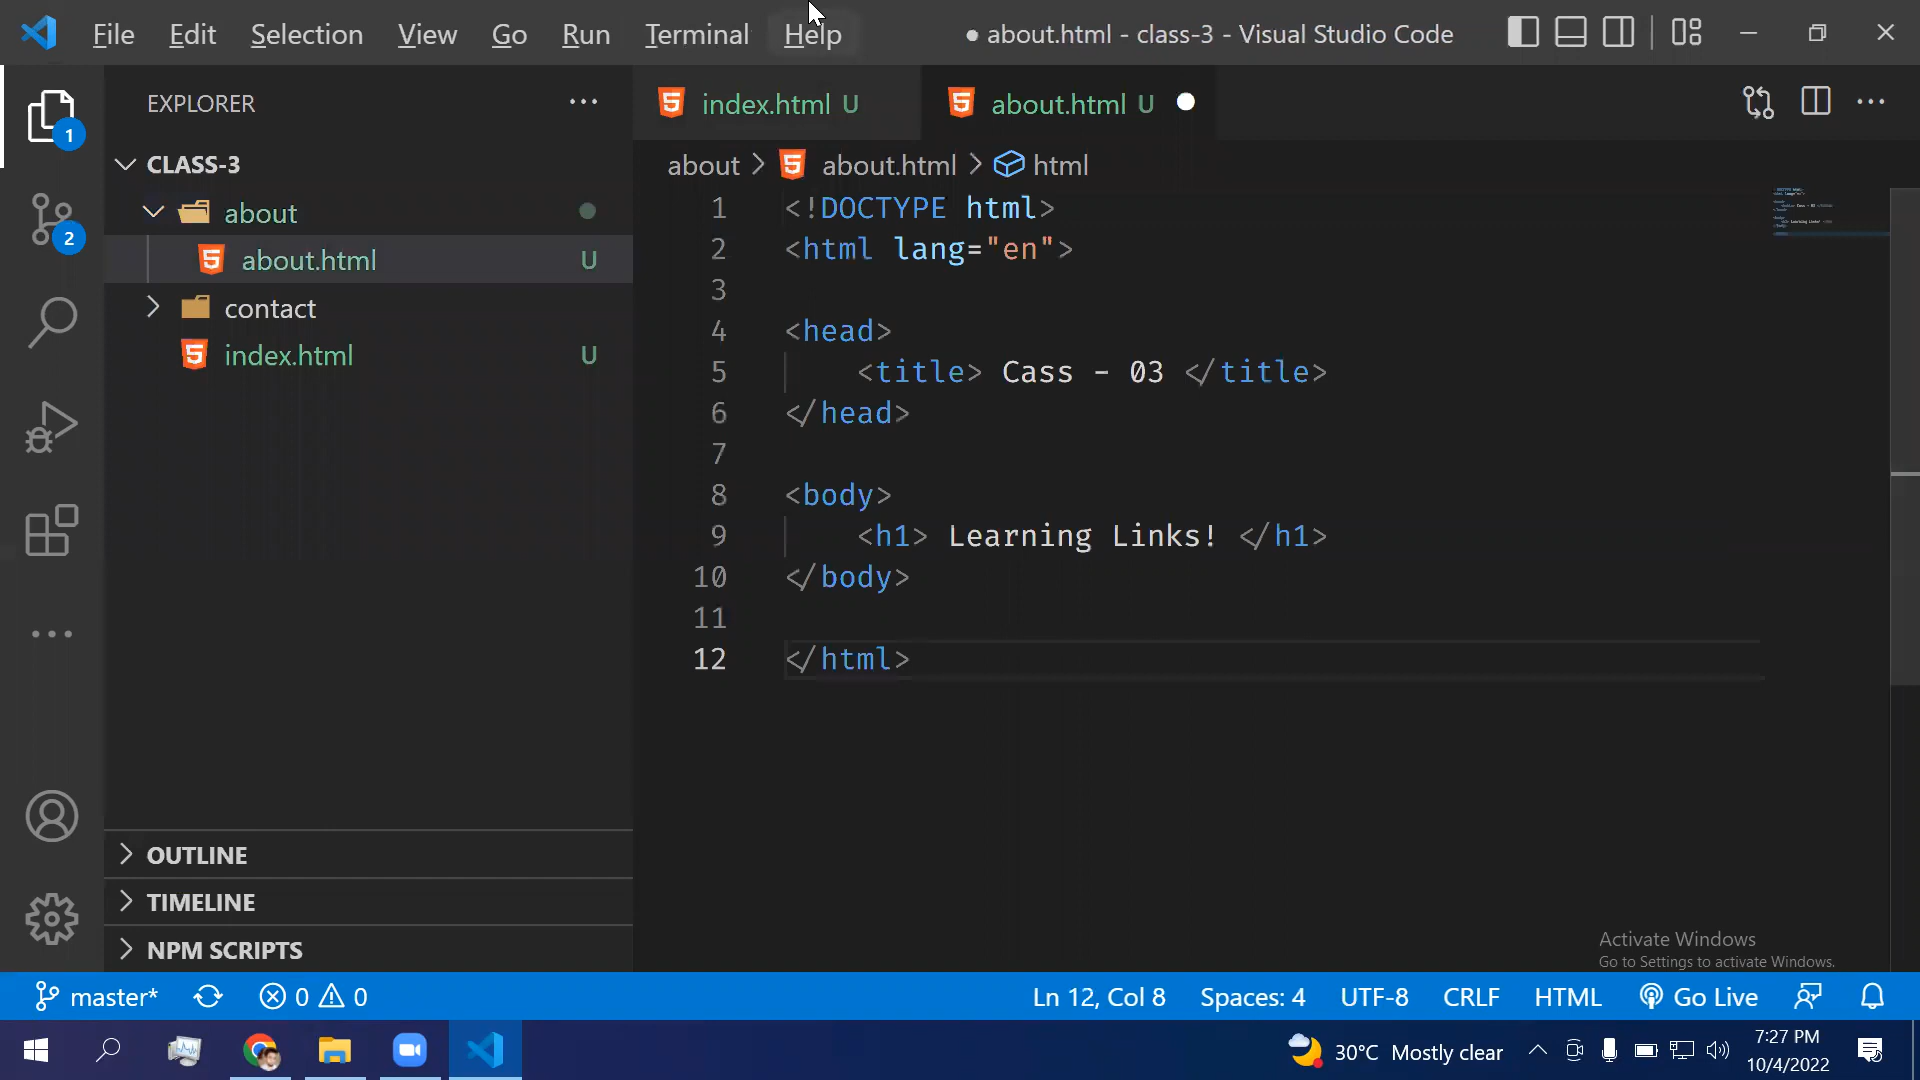 File Edit Selection View Go Run Terminal Help ● about.html - class-3 - Visual Studio Code
EXPLORER
index.html U about.html U
CLASS-3
about > about.html > html
about
about.html U
contact
index.html U
1 <!DOCTYPE html>
2 <html lang="en">
3
4 <head>
5 <title> Cass - 03 </title>
6 </head>
7
8 <body>
9 <h1> Learning Links! </h1>
10 </body>
11
12 </html>
1
2
OUTLINE
TIMELINE
NPM SCRIPTS
Activate Windows
Go to Settings to activate Windows.
master* 0 0 Ln 12, Col 8 Spaces: 4 UTF-8 CRLF HTML Go Live
30°C Mostly clear
7:27 PM
10/4/2022